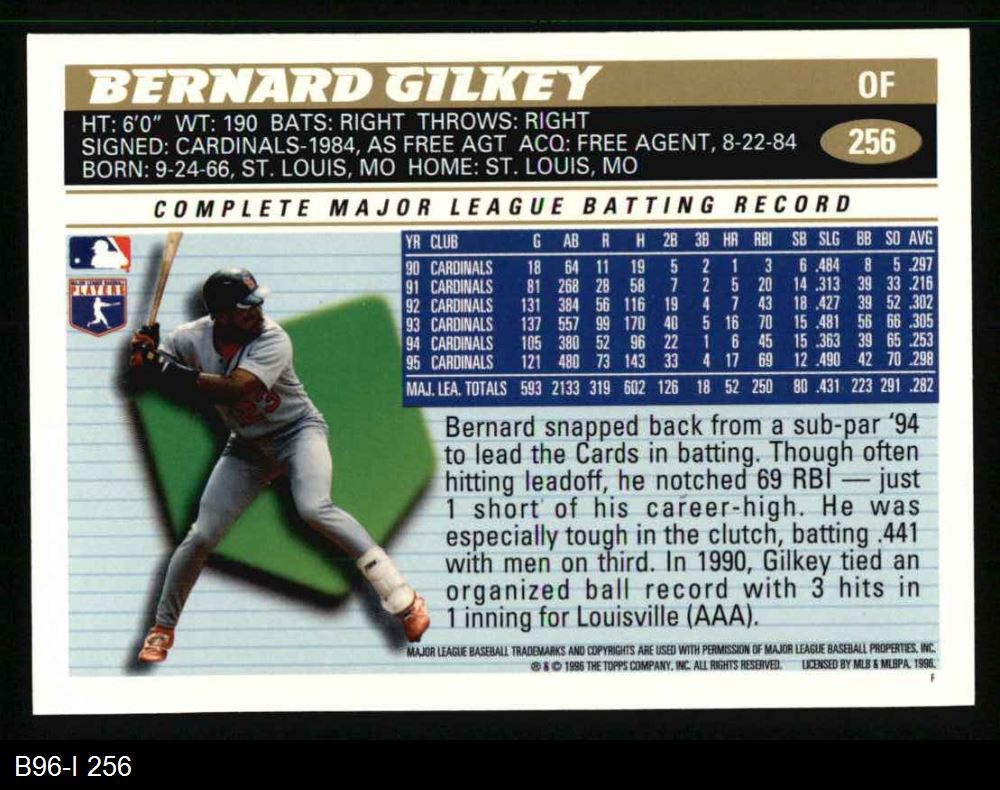 BERNARD GILKEY OF
HT: 6'0" WT: 190 BATS: RIGHT THROWS: RIGHT
SIGNED: CARDINALS-1984, AS FREE AGT ACQ: FREE AGENT, 8-22-84
256
BORN: 9-24-66, ST. LOUIS, MO HOME: ST. LOUIS, MO
COMPLETE MAJOR LEAGUE BATTING RECORD
YR CLUB G AB R H 2B 3B HR RBI SB SLG BB SO AVG
90 CARDINALS 18 64 11 19 5 2 1 3 6 .484 8 5 .297
91 CARDINALS 81 268 28 58 7 2 5 20 14 .313 39 33 .216
92 CARDINALS 131 384 56 116 19 4 7 43 18 .427 39 52 .302
93 CARDINALS 137 557 99 170 40 5 16 70 15 .481 56 66 .305
94 CARDINALS 105 380 52 96 22 1 6 45 15 .363 39 65 .253
95 CARDINALS 121 480 73 143 33 4 17 69 12 .490 42 70 .298
MAJ. LEA. TOTALS 593 2133 319 602 126 18 52 250 80 .431 223 291 .282
MAJOR LEAGUE BASEBALL
PLAYERS
23
Bernard snapped back from a sub-par '94
to lead the Cards in batting. Though often
hitting leadoff, he notched 69 RBI — just
1 short of his career-high. He was
especially tough in the clutch, batting .441
with men on third. In 1990, Gilkey tied an
organized ball record with 3 hits in
1 inning for Louisville (AAA).
MAJOR LEAGUE BASEBALL TRADEMARKS AND COPYRIGHTS ARE USED WITH PERMISSION OF MAJOR LEAGUE BASEBALL PROPERTIES, INC.
® & © 1996 THE TOPPS COMPANY, INC. ALL RIGHTS RESERVED. LICENSED BY MLB & MLBPA, 1996.
F
B96-I 256